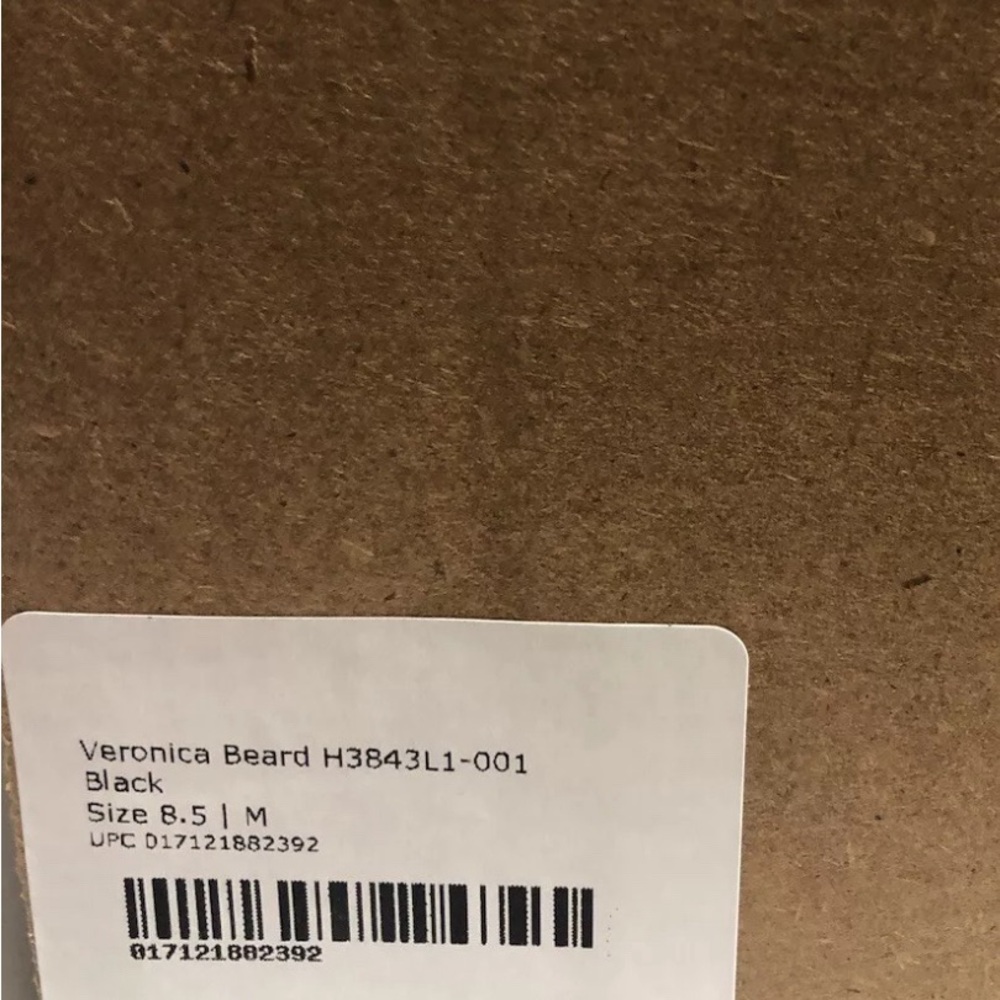 Veronica Beard H3843L1-001
Black
Size 8.5 | M
UPC 017121882392
017121882392